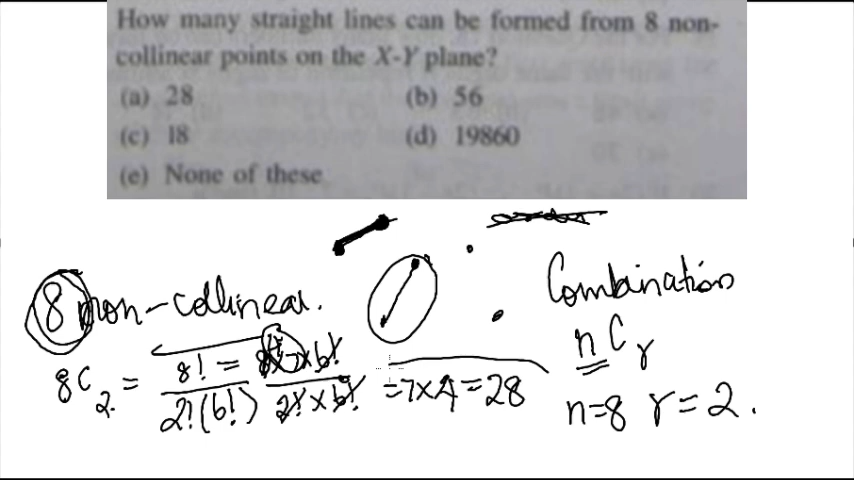 How many straight lines can be formed from 8 non-
collinear points on the X-Y plane?
(a) 28 (b) 56
(c) 18 (d) 19860
(e) None of these
8 non-collinear.
Combination
nCr
8C2 = 8! / 2!(6!) = 8×7×6! / 2!×6! = 7×4=28
n=8 r=2.